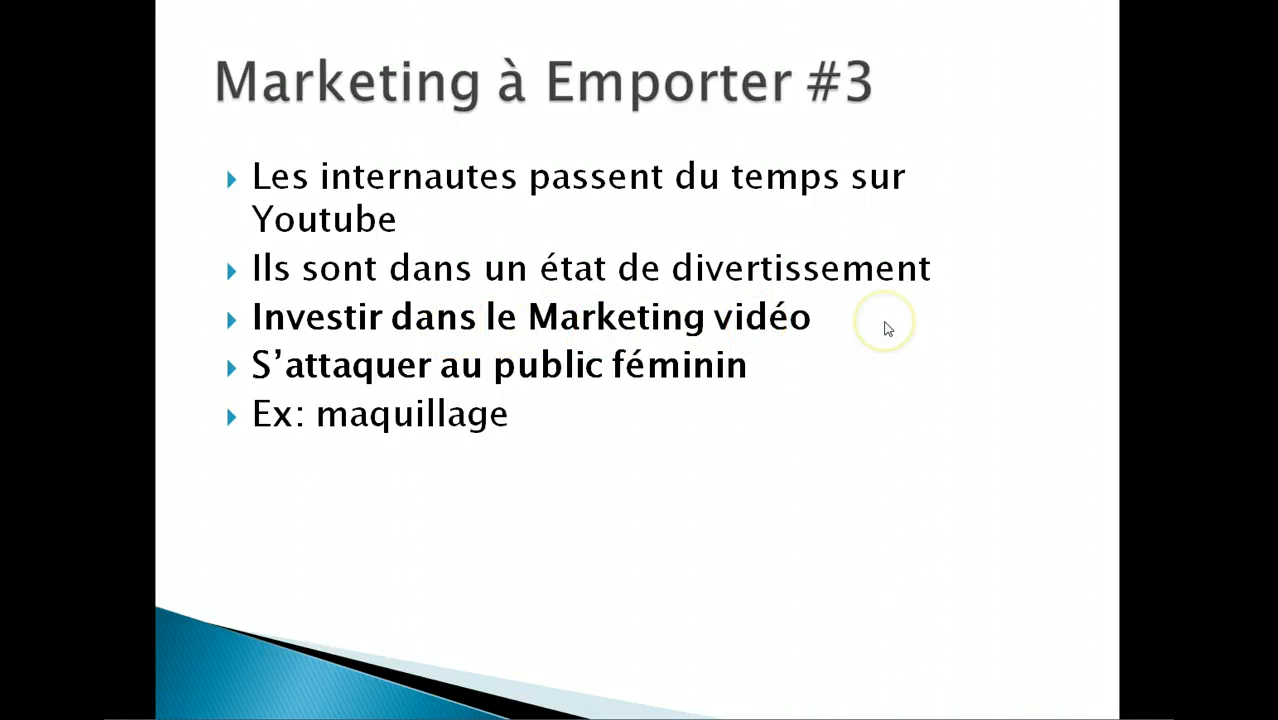 Marketing à Emporter #3
Les internautes passent du temps sur
Youtube
Ils sont dans un état de divertissement
Investir dans le Marketing vidéo
S’attaquer au public féminin
Ex: maquillage